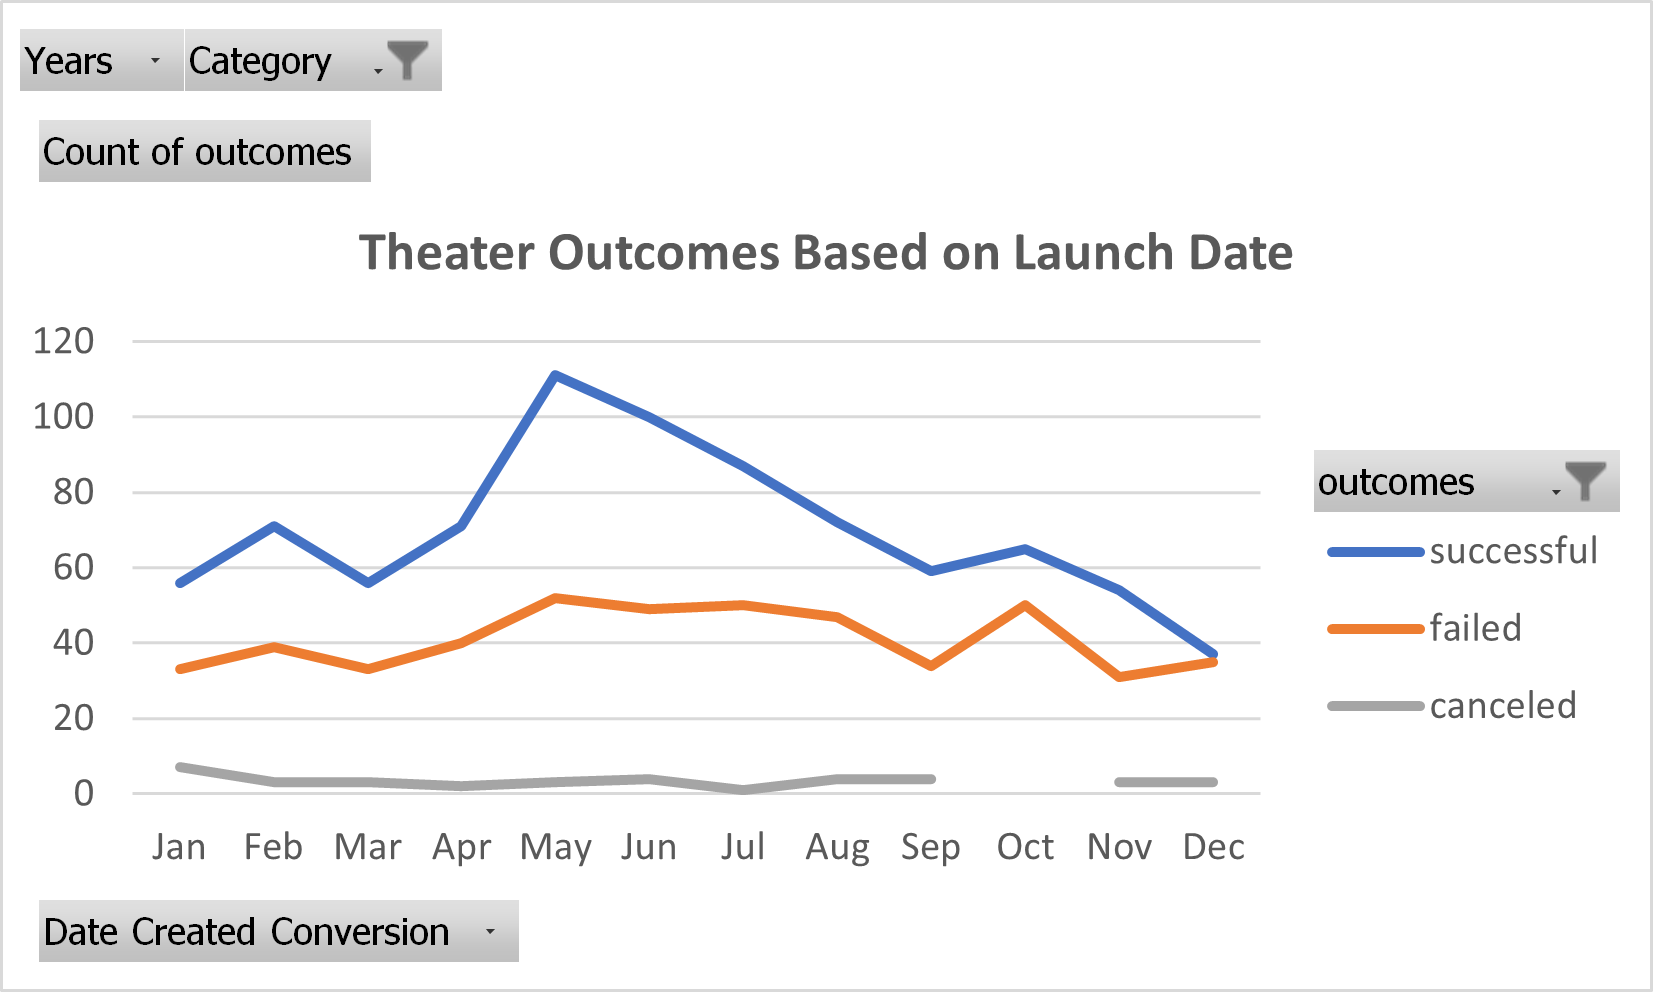 Years Category
Count of outcomes
Theater Outcomes Based on Launch Date
120
100
80
60
40
20
0
Jan Feb Mar Apr May Jun Jul Aug Sep Oct Nov Dec
outcomes
successful
failed
canceled
Date Created Conversion